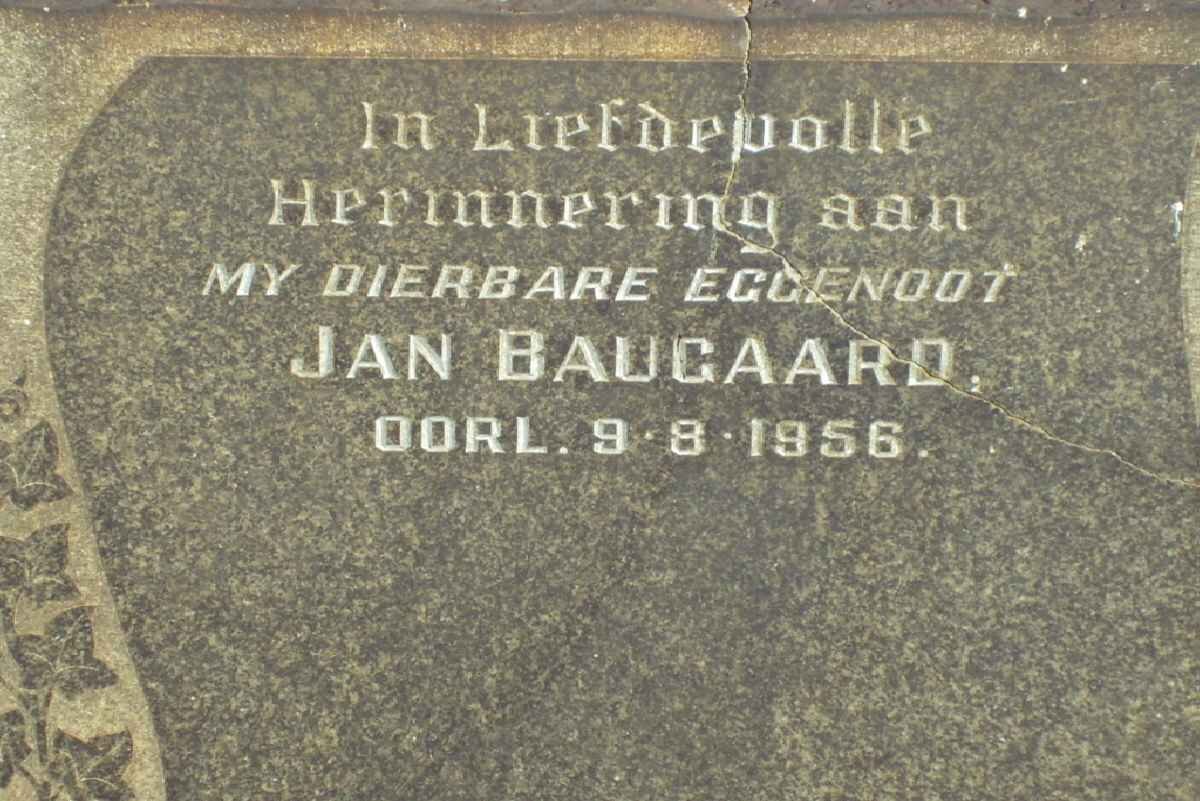 In Liefdevolle
Herinnering aan
MY DIERBARE EGGENOOT
JAN BAUGAARD.
OORL. 9·8·1956.